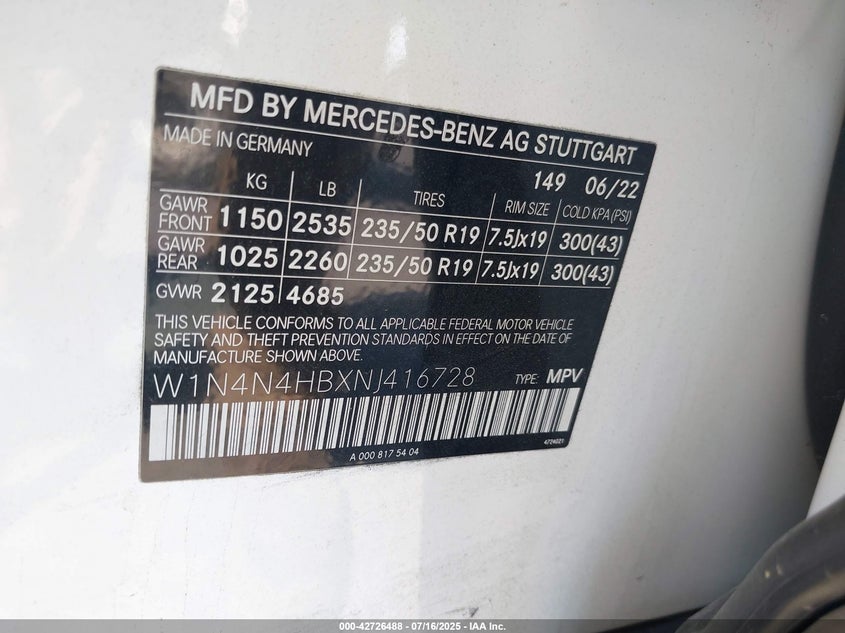 MFD BY MERCEDES-BENZ AG STUTTGART
MADE IN GERMANY
149 06/22
KG LB TIRES RIM SIZE COLD KPA(PSI)
GAWR FRONT 1150 2535 235/50 R19 7.5Jx19 300(43)
GAWR REAR 1025 2260 235/50 R19 7.5Jx19 300(43)
GVWR 2125 4685
THIS VEHICLE CONFORMS TO ALL APPLICABLE FEDERAL MOTOR VEHICLE
SAFETY AND THEFT PREVENTION STANDARDS IN EFFECT ON THE DATE OF
MANUFACTURE SHOWN ABOVE.
W1N4N4HBXNJ416728 TYPE: MPV
4724021
A 000 817 54 04
000-42726488 - 07/16/2025 - IAA Inc.